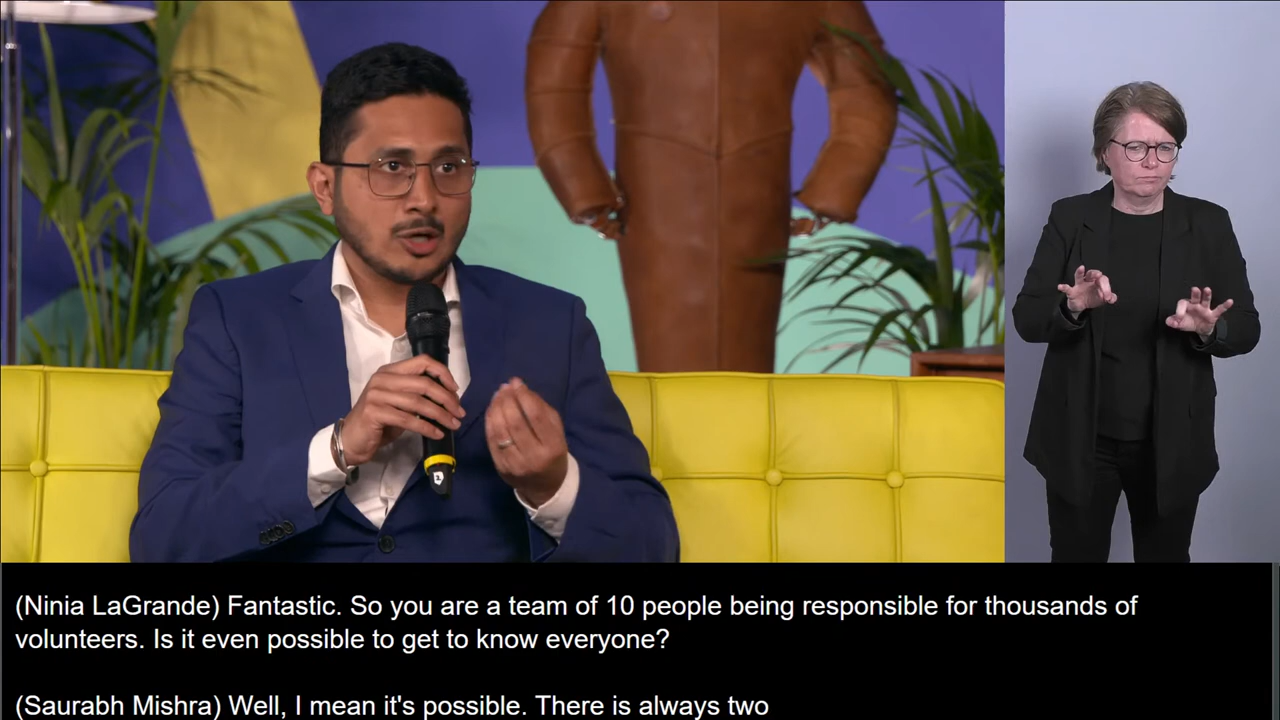 (Ninia LaGrande) Fantastic. So you are a team of 10 people being responsible for thousands of
volunteers. Is it even possible to get to know everyone?
(Saurabh Mishra) Well, I mean it's possible. There is always two